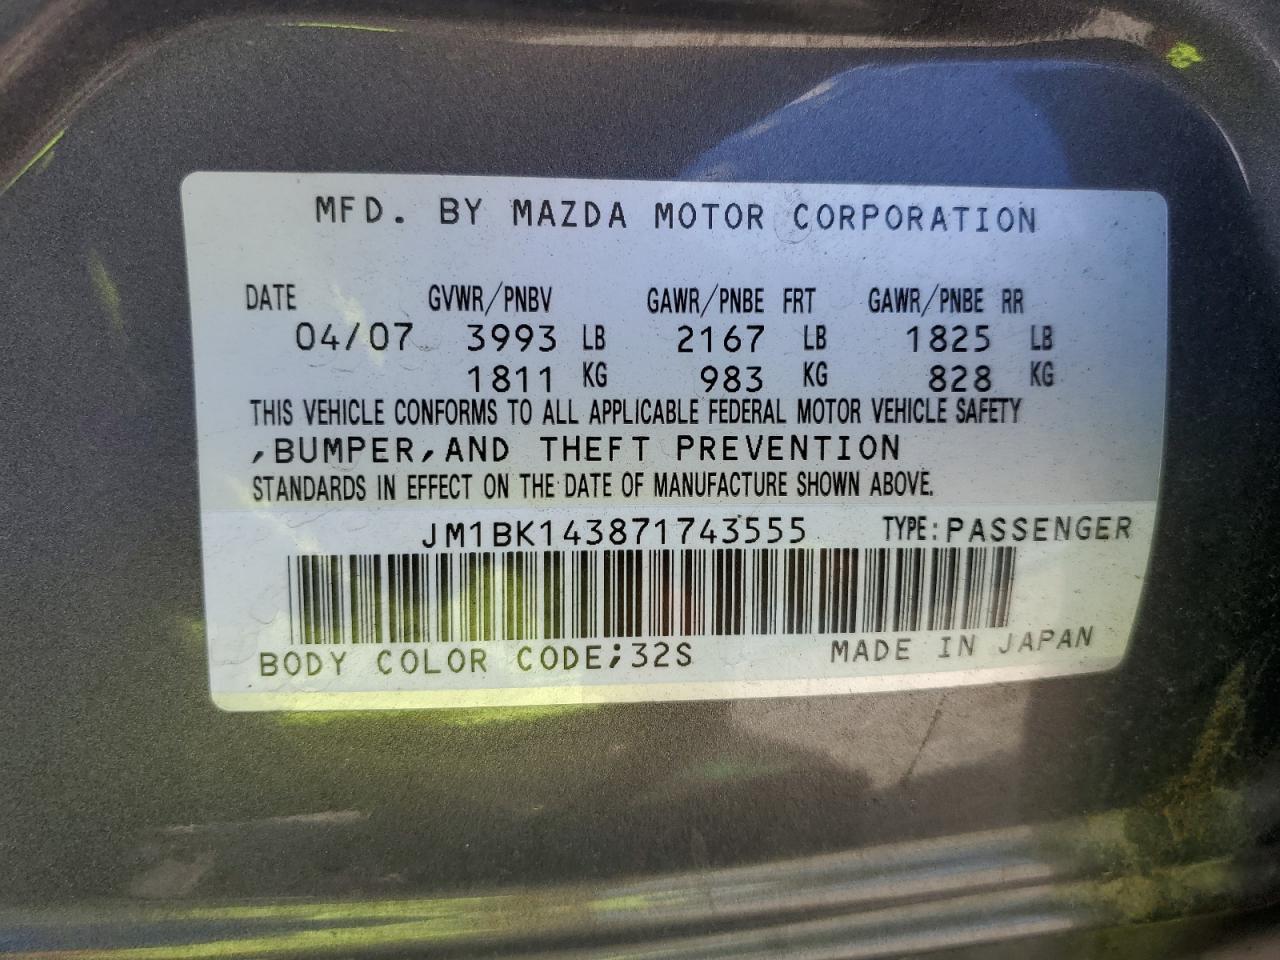 MFD. BY MAZDA MOTOR CORPORATION
DATE GVWR/PNBV GAWR/PNBE FRT GAWR/PNBE RR
04/07 3993 LB 2167 LB 1825 LB
1811 KG 983 KG 828 KG
THIS VEHICLE CONFORMS TO ALL APPLICABLE FEDERAL MOTOR VEHICLE SAFETY
,BUMPER,AND THEFT PREVENTION
STANDARDS IN EFFECT ON THE DATE OF MANUFACTURE SHOWN ABOVE.
JM1BK143871743555 TYPE:PASSENGER
BODY COLOR CODE;32S MADE IN JAPAN